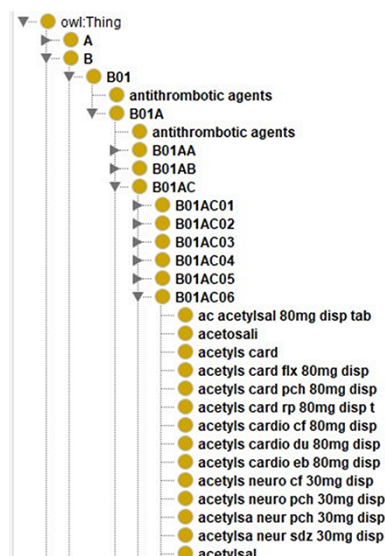 owl:Thing
A
B
B01
antithrombotic agents
B01A
antithrombotic agents
B01AA
B01AB
B01AC
B01AC01
B01AC02
B01AC03
B01AC04
B01AC05
B01AC06
ac acetylsal 80mg disp tab
acetosali
acetyls card
acetyls card flx 80mg disp
acetyls card pch 80mg disp
acetyls card rp 80mg disp t
acetyls cardio cf 80mg disp
acetyls cardio du 80mg disp
acetyls cardio eb 80mg disp
acetyls neuro cf 30mg disp
acetyls neuro pch 30mg disp
acetylsa neur pch 30mg disp
acetylsa neur sdz 30mg disp
acetylsal